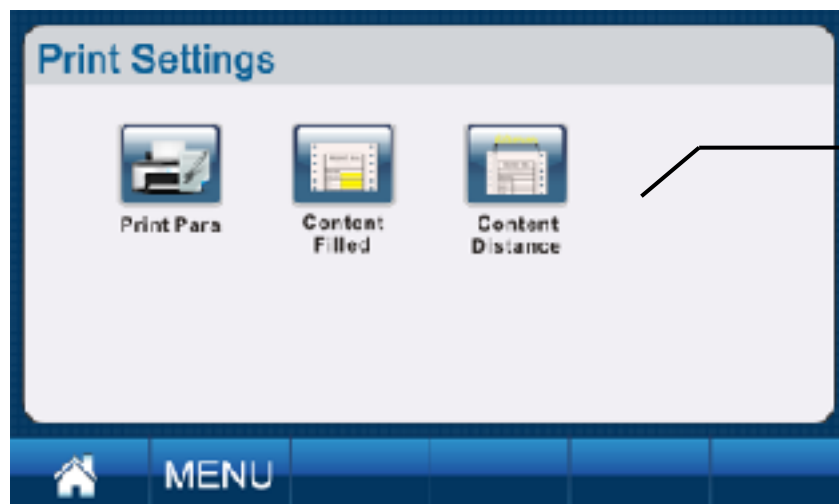 Print Settings
Print Para
Content
Filled
Content
Distance
MENU